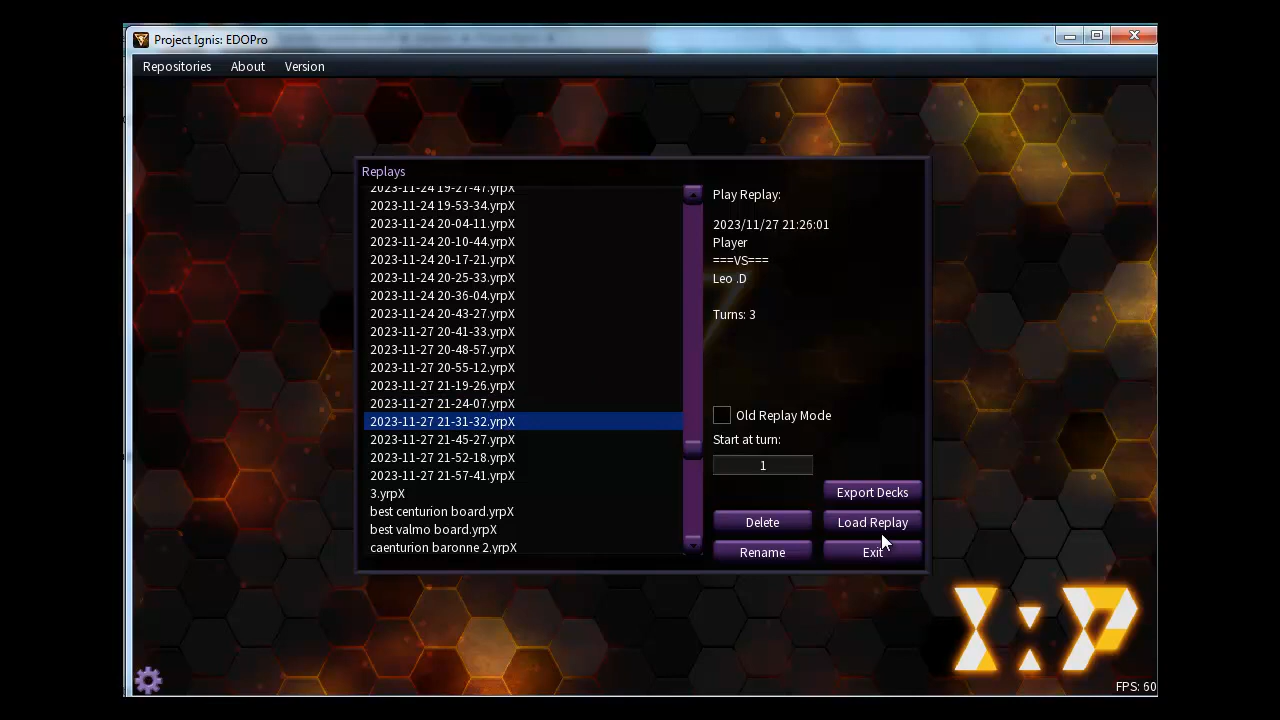 Project Ignis: EDOPro
Repositories About Version
Replays
2023-11-24 19-27-47.yrpX
2023-11-24 19-53-34.yrpX
2023-11-24 20-04-11.yrpX
2023-11-24 20-10-44.yrpX
2023-11-24 20-17-21.yrpX
2023-11-24 20-25-33.yrpX
2023-11-24 20-36-04.yrpX
2023-11-24 20-43-27.yrpX
2023-11-27 20-41-33.yrpX
2023-11-27 20-48-57.yrpX
2023-11-27 20-55-12.yrpX
2023-11-27 21-19-26.yrpX
2023-11-27 21-24-07.yrpX
2023-11-27 21-31-32.yrpX
2023-11-27 21-45-27.yrpX
2023-11-27 21-52-18.yrpX
2023-11-27 21-57-41.yrpX
3.yrpX
best centurion board.yrpX
best valmo board.yrpX
caenturion baronne 2.yrpX
Play Replay:
2023/11/27 21:26:01
Player
===VS===
Leo .D
Turns: 3
Old Replay Mode
Start at turn:
1
Export Decks
Delete Load Replay
Rename Exit
X:P
FPS: 60